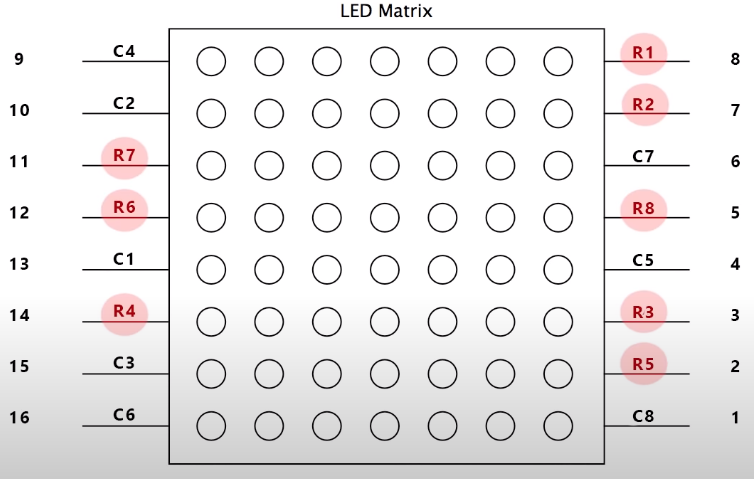 LED Matrix
9 C4 R1 8
10 C2 R2 7
11 R7 C7 6
12 R6 R8 5
13 C1 C5 4
14 R4 R3 3
15 C3 R5 2
16 C6 C8 1